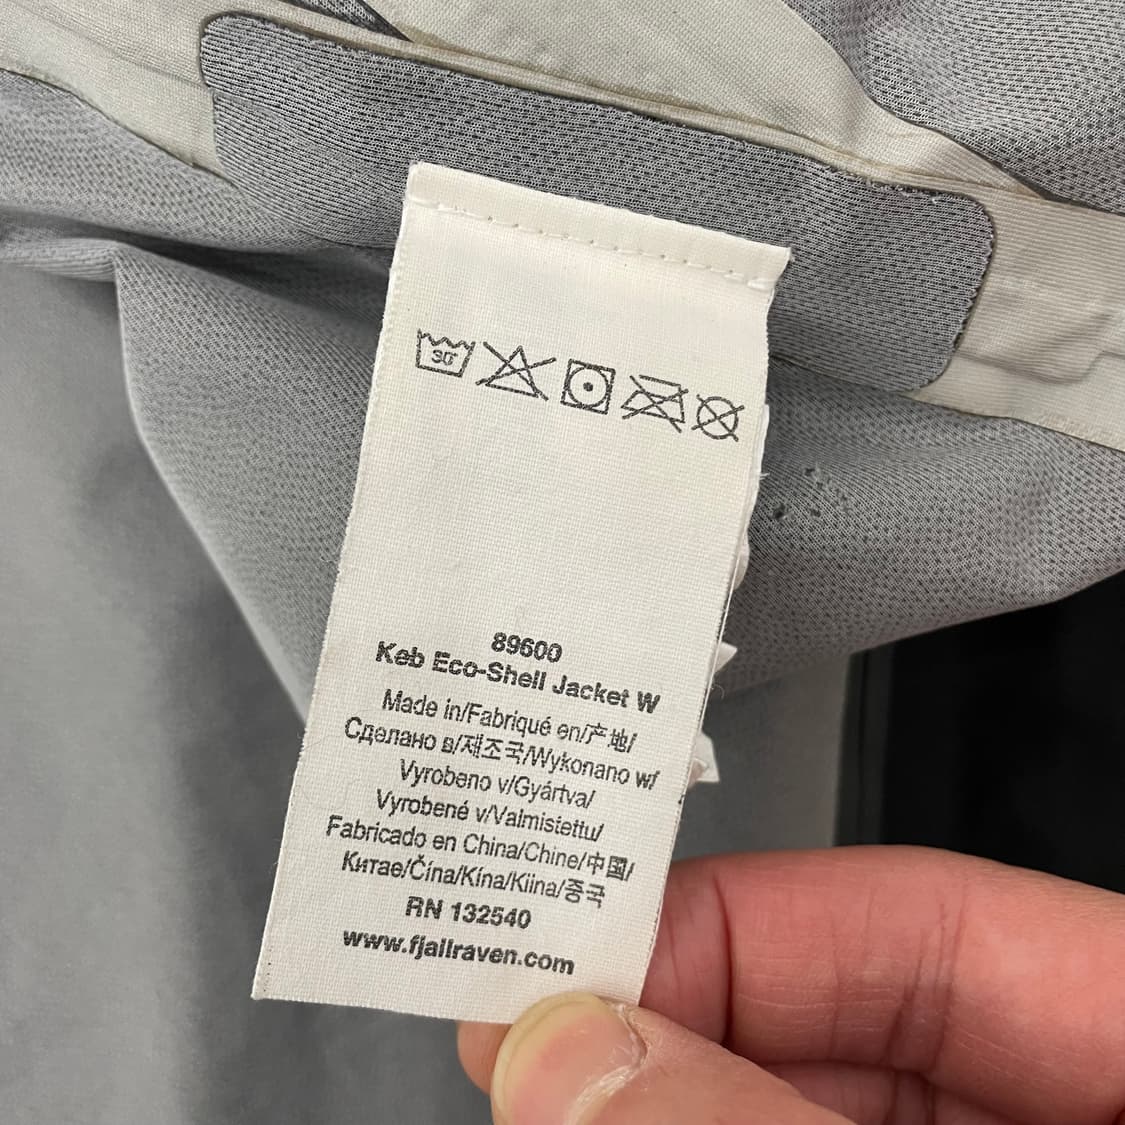 30°
89600
Keb Eco-Shell Jacket W
Made in/Fabriqué en/产地/
Сделано в/제조국/Wykonano w/
Vyrobeno v/Gyártva/
Vyrobené v/Valmistettu/
Fabricado en China/Chine/中国/
Китае/Čína/Kína/Kiina/중국
RN 132540
www.fjallraven.com